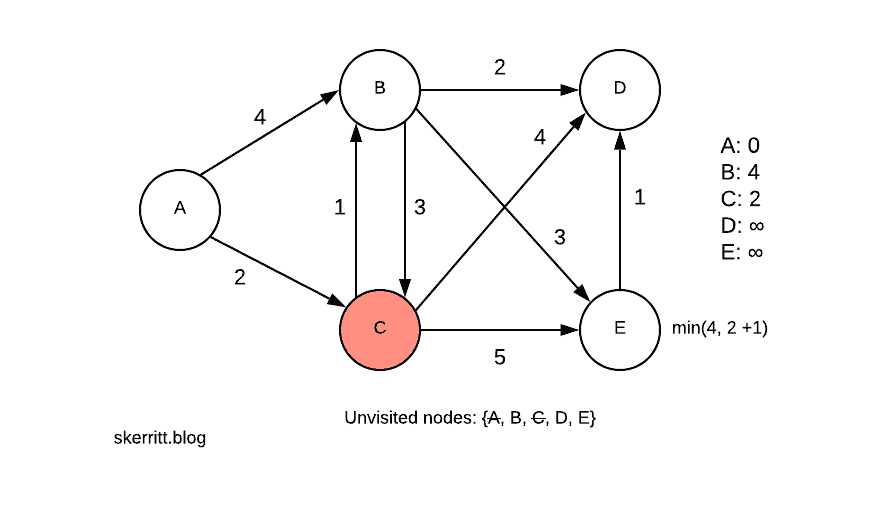 B
2
D
4
4
A: 0
B: 4
C: 2
D: ∞
E: ∞
A
1
3
1
3
2
C
5
E
min(4, 2 +1)
Unvisited nodes: {A, B, C, D, E}
skerritt.blog